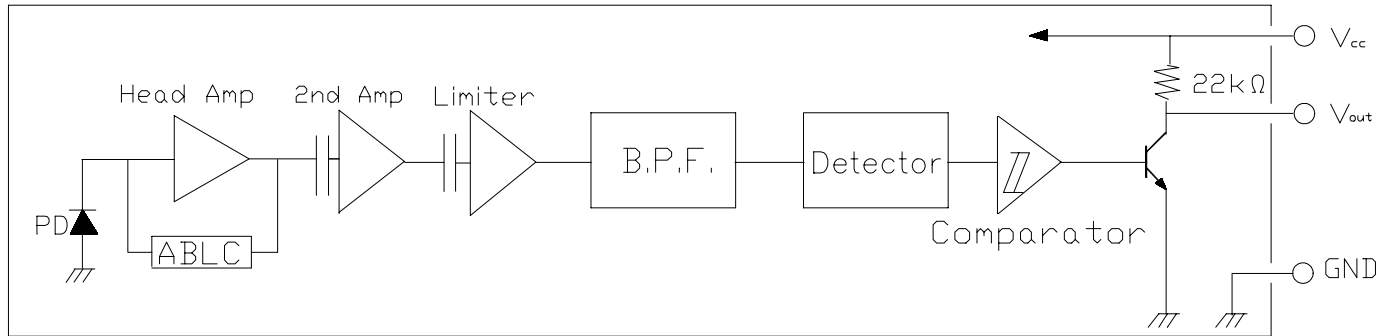 Vcc
22kΩ
Head Amp
2nd Amp
Limiter
Vout
B.P.F.
Detector
PD
Comparator
ABLC
GND